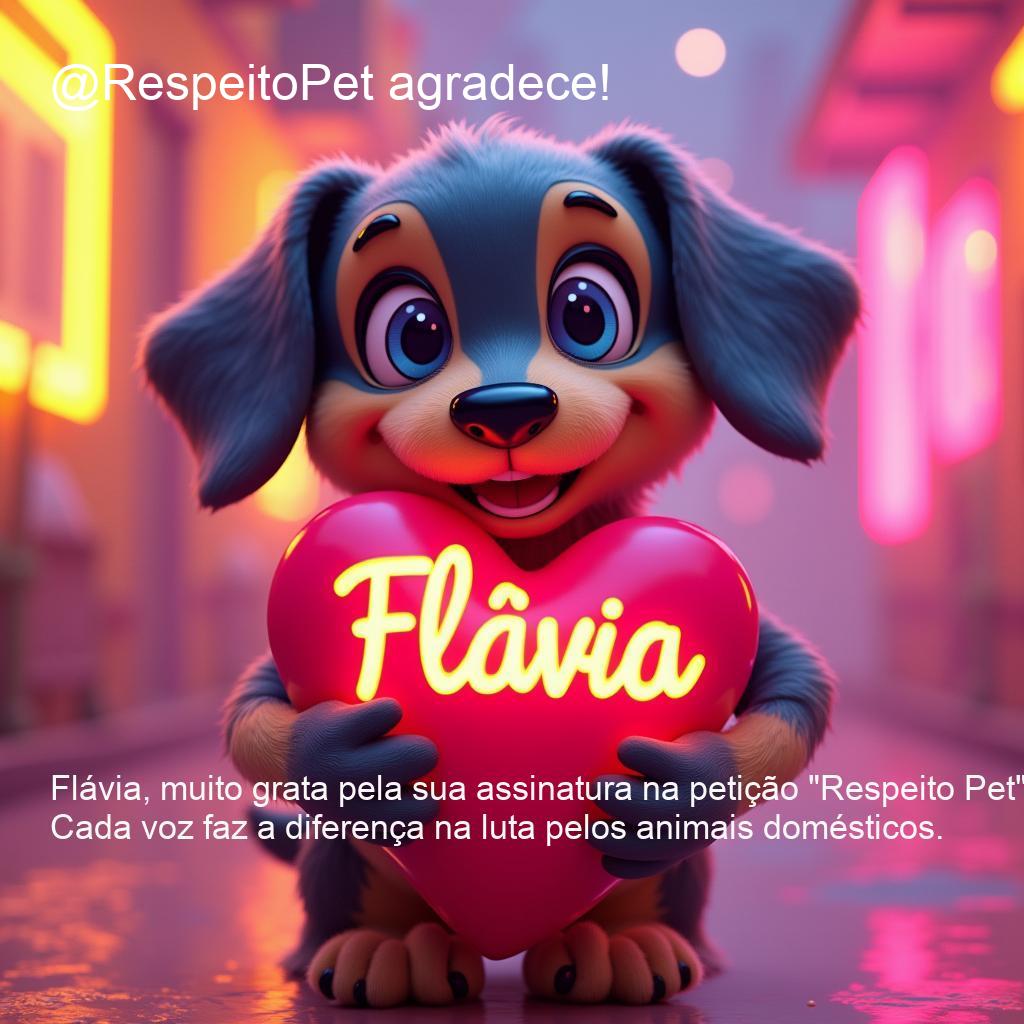 @RespeitoPet agradece!
Flâvia
Flávia, muito grata pela sua assinatura na petição "Respeito Pet"
Cada voz faz a diferença na luta pelos animais domésticos.